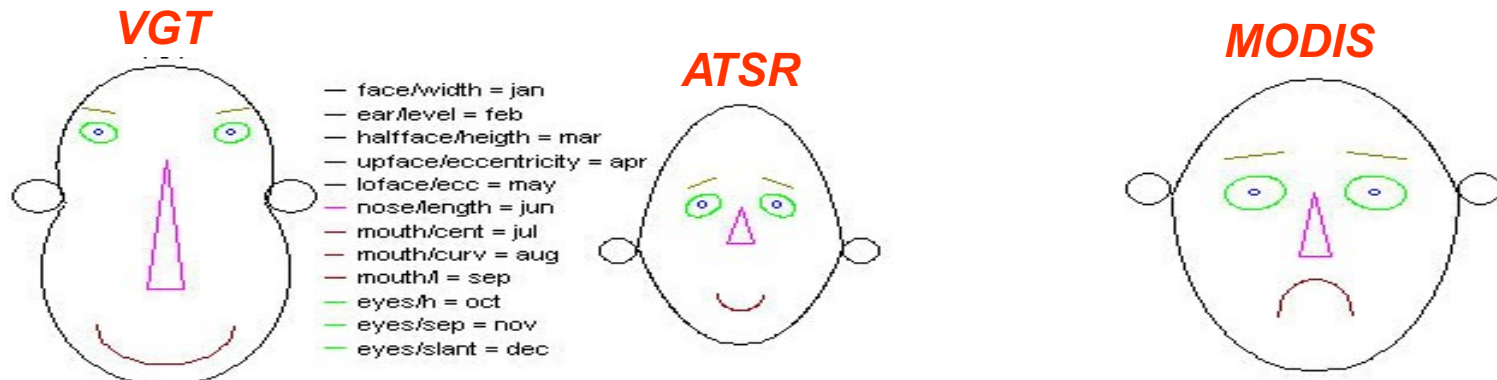 VGT
ATSR
MODIS
face/width = jan
ear/level = feb
halfface/heigth = mar
upface/eccentricity = apr
loface/ecc = may
nose/length = jun
mouth/cent = jul
mouth/curv = aug
mouth/l = sep
eyes/h = oct
eyes/sep = nov
eyes/slant = dec